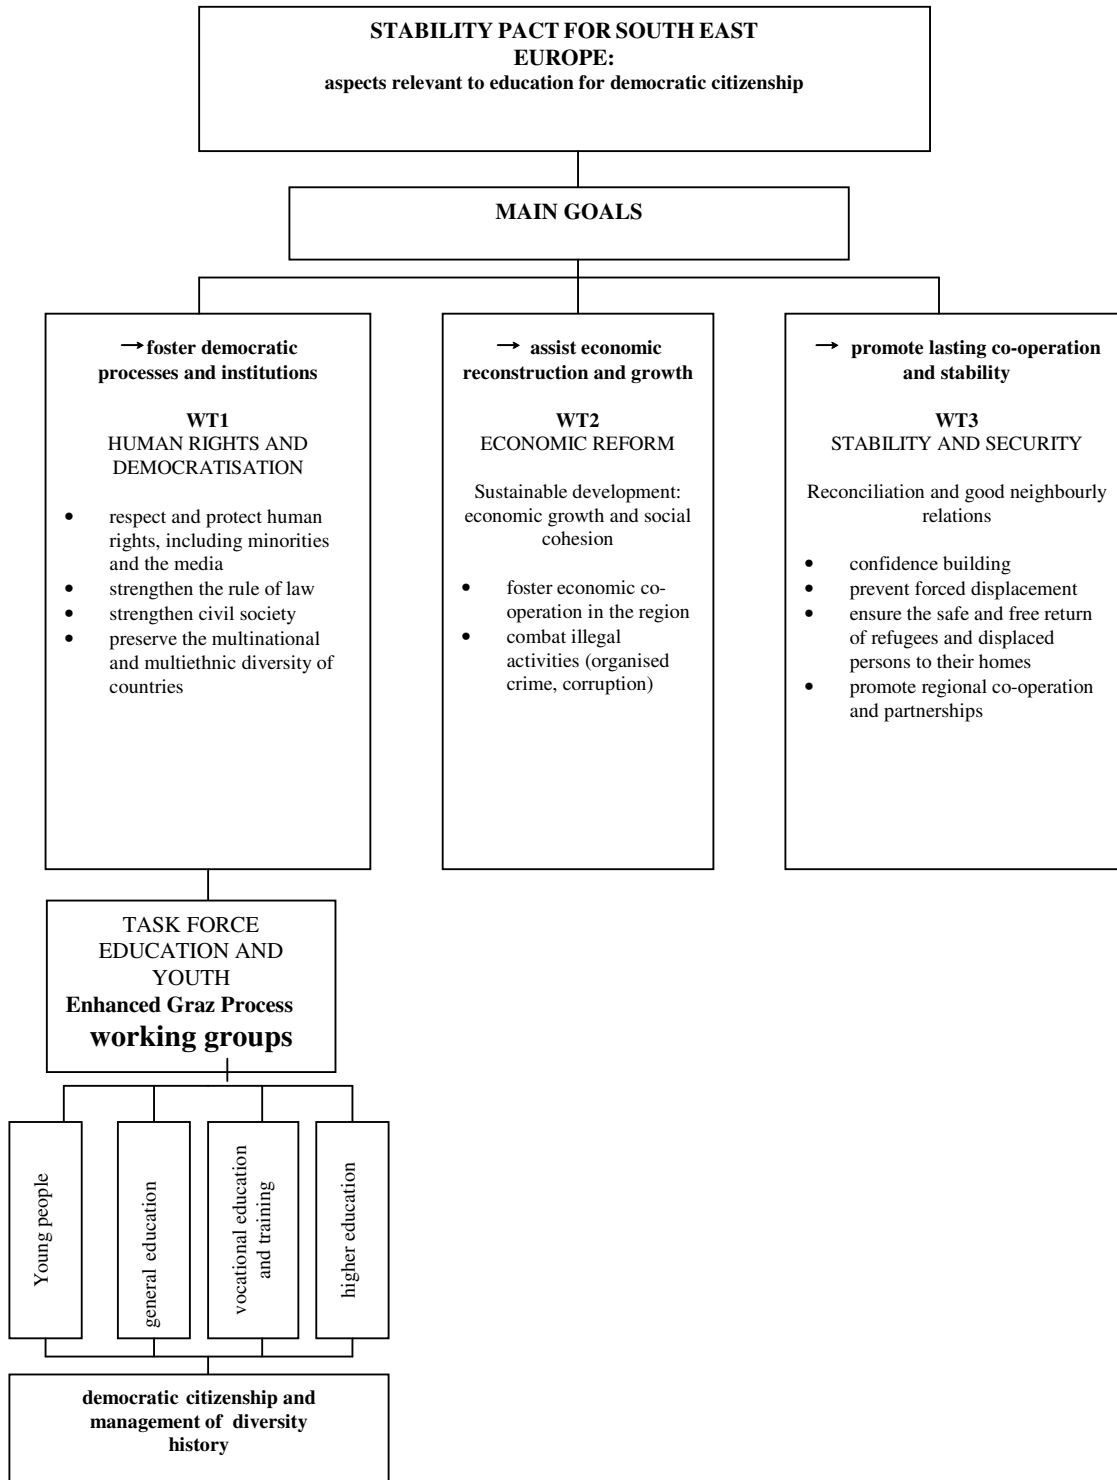 STABILITY PACT FOR SOUTH EAST
EUROPE:
aspects relevant to education for democratic citizenship
MAIN GOALS
→ foster democratic
processes and institutions
WT1
HUMAN RIGHTS AND
DEMOCRATISATION
• respect and protect human
rights, including minorities
and the media
• strengthen the rule of law
• strengthen civil society
• preserve the multinational
and multiethnic diversity of
countries
→ assist economic
reconstruction and growth
WT2
ECONOMIC REFORM
Sustainable development:
economic growth and social
cohesion
• foster economic co-
operation in the region
• combat illegal
activities (organised
crime, corruption)
→ promote lasting co-operation
and stability
WT3
STABILITY AND SECURITY
Reconciliation and good neighbourly
relations
• confidence building
• prevent forced displacement
• ensure the safe and free return
of refugees and displaced
persons to their homes
• promote regional co-operation
and partnerships
TASK FORCE
EDUCATION AND
YOUTH
Enhanced Graz Process
working groups
Young people
general education
vocational education
and training
higher education
democratic citizenship and
management of diversity
history